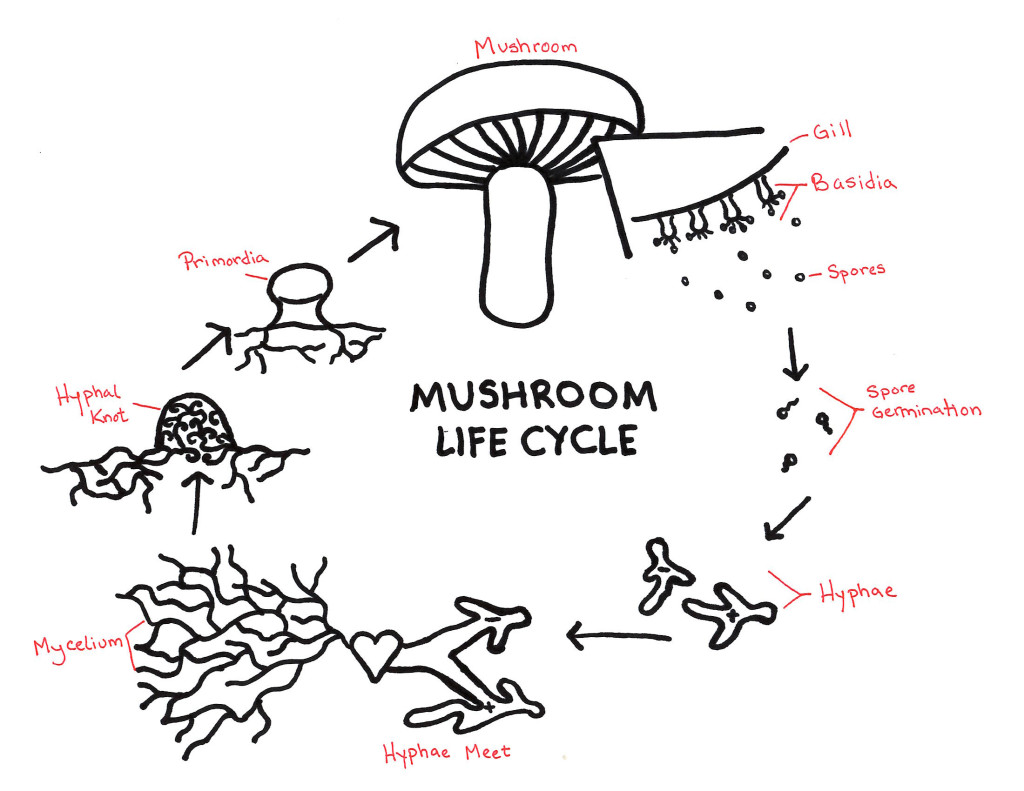 Mushroom
Gill
Basidia
Spores
Primordia
Hyphal
Knot
MUSHROOM
LIFE CYCLE
Spore
Germination
Hyphae
Mycelium
Hyphae Meet
- +
- +